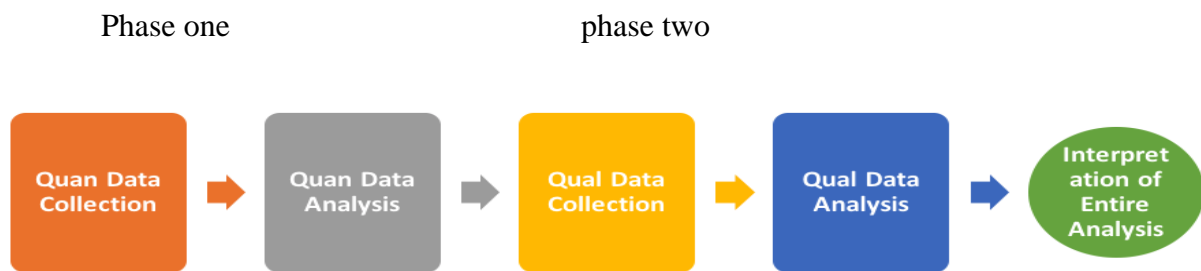 Phase one
phase two
Quan Data
Collection
Quan Data
Analysis
Qual Data
Collection
Qual Data
Analysis
Interpret
ation of
Entire
Analysis